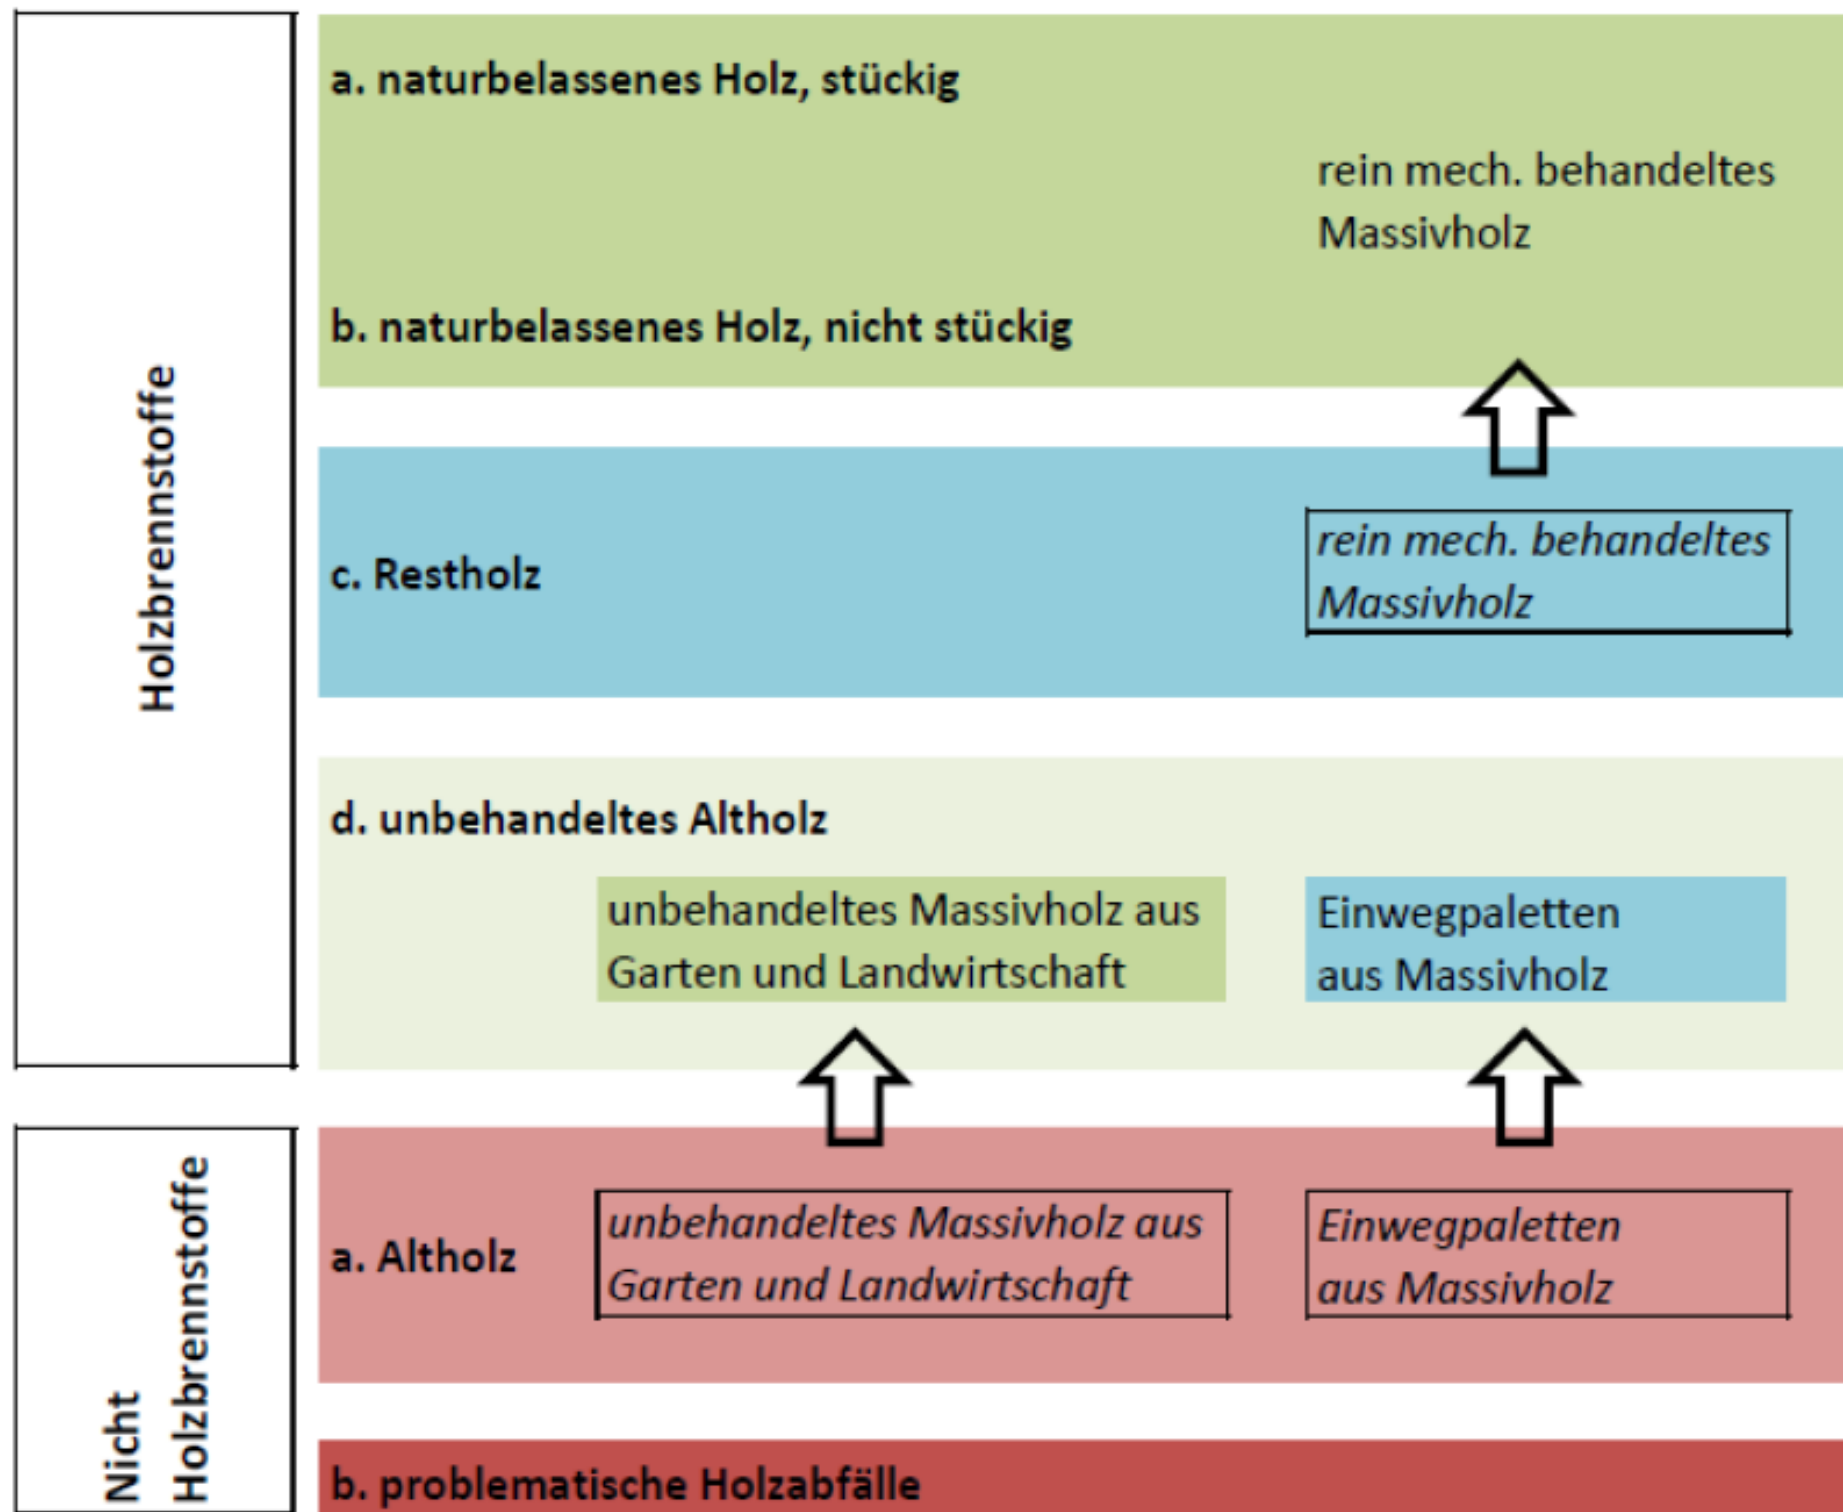 Holzbrennstoffe
a. naturbelassenes Holz, stückig
rein mech. behandeltes
Massivholz
b. naturbelassenes Holz, nicht stückig
c. Restholz
rein mech. behandeltes
Massivholz
d. unbehandeltes Altholz
unbehandeltes Massivholz aus
Garten und Landwirtschaft
Einwegpaletten
aus Massivholz
Nicht
Holzbrennstoffe
a. Altholz
unbehandeltes Massivholz aus
Garten und Landwirtschaft
Einwegpaletten
aus Massivholz
b. problematische Holzabfälle